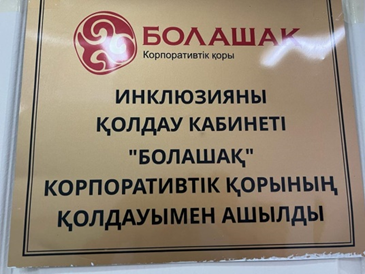 БОЛАШАҚ
Корпоративтік қоры
ИНКЛЮЗИЯНЫ
ҚОЛДАУ КАБИНЕТІ
"БОЛАШАҚ"
КОРПОРАТИВТІК ҚОРЫНЫҢ
ҚОЛДАУЫМЕН АШЫЛДЫ